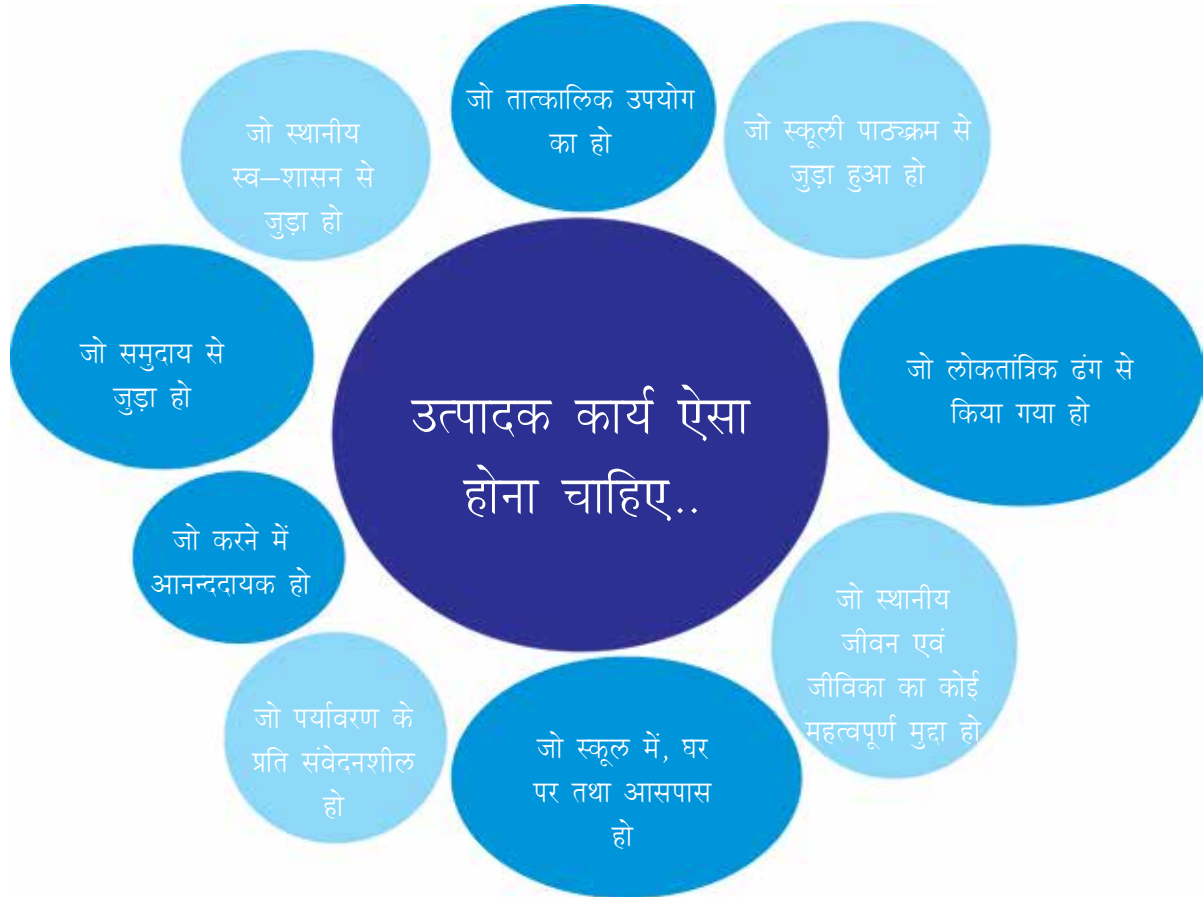 जो तात्कालिक उपयोग
का हो
जो स्कूली पाठ्यक्रम से
जुड़ा हुआ हो
जो लोकतांत्रिक ढंग से
किया गया हो
जो स्थानीय
जीवन एवं
जीविका का कोई
महत्वपूर्ण मुद्दा हो
जो स्कूल में, घर
पर तथा आसपास
हो
जो पर्यावरण के
प्रति संवेदनशील
हो
जो करने में
आनन्ददायक हो
जो समुदाय से
जुड़ा हो
जो स्थानीय
स्व–शासन से
जुड़ा हो
उत्पादक कार्य ऐसा
होना चाहिए..